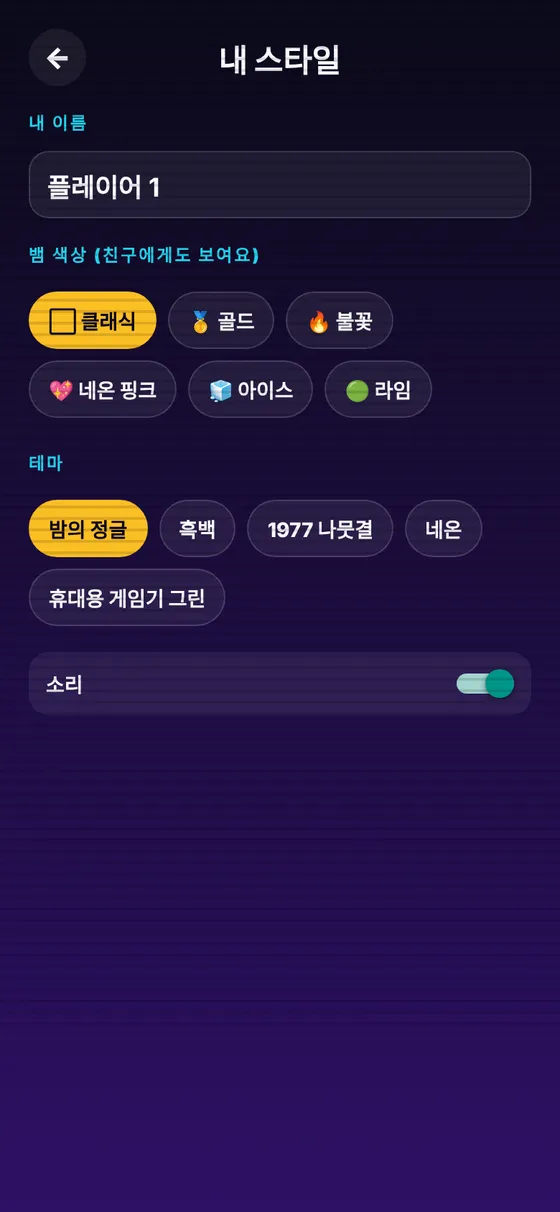 내 스타일
내 이름
플레이어 1
뱀 색상 (친구에게도 보여요)
클래식 🥇 골드 🔥 불꽃
💖 네온 핑크 🧊 아이스 🟢 라임
테마
밤의 정글 흑백 1977 나뭇결 네온
휴대용 게임기 그린
소리